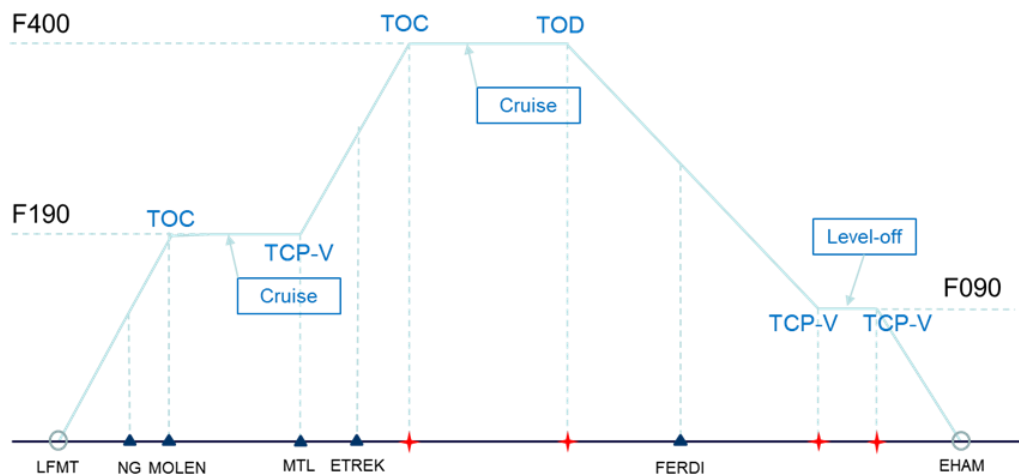 F400
TOC
TOD
Cruise
F190
TOC
TCP-V
Cruise
Level-off
F090
TCP-V
TCP-V
LFMT
NG
MOLEN
MTL
ETREK
FERDI
EHAM